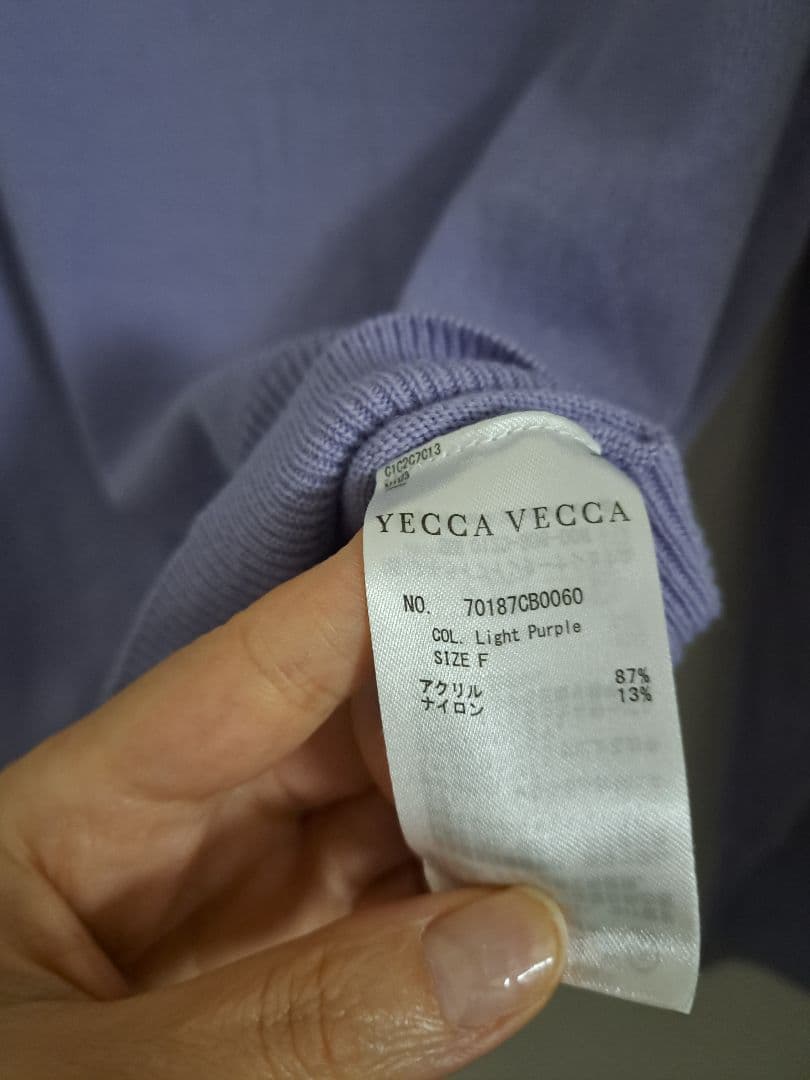 C1C2C7C13
YECCA VECCA
NO. 70187CB0060
COL. Light Purple
SIZE F
アクリル 87%
ナイロン 13%